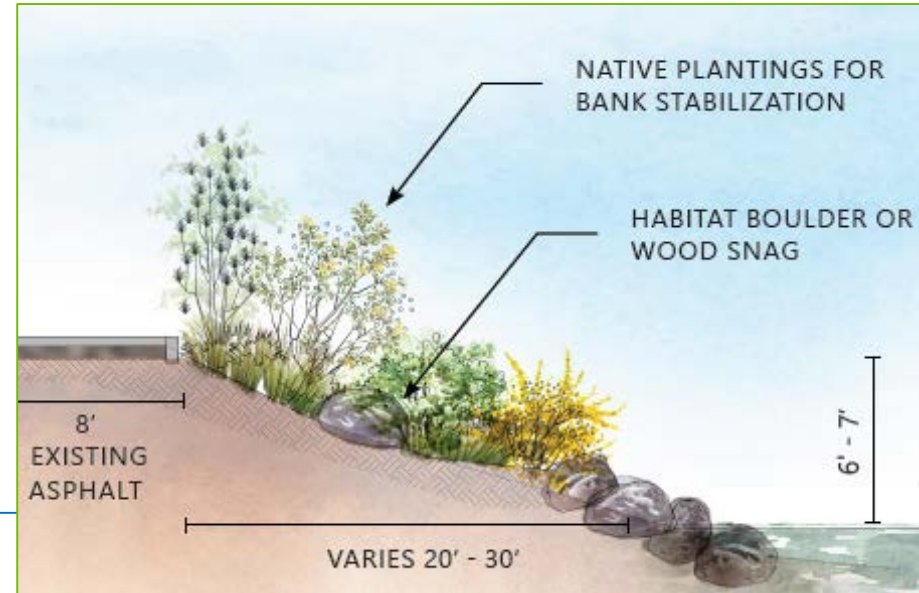 NATIVE PLANTINGS FOR
BANK STABILIZATION
HABITAT BOULDER OR
WOOD SNAG
8'
EXISTING
ASPHALT
6' - 7'
VARIES 20' - 30'